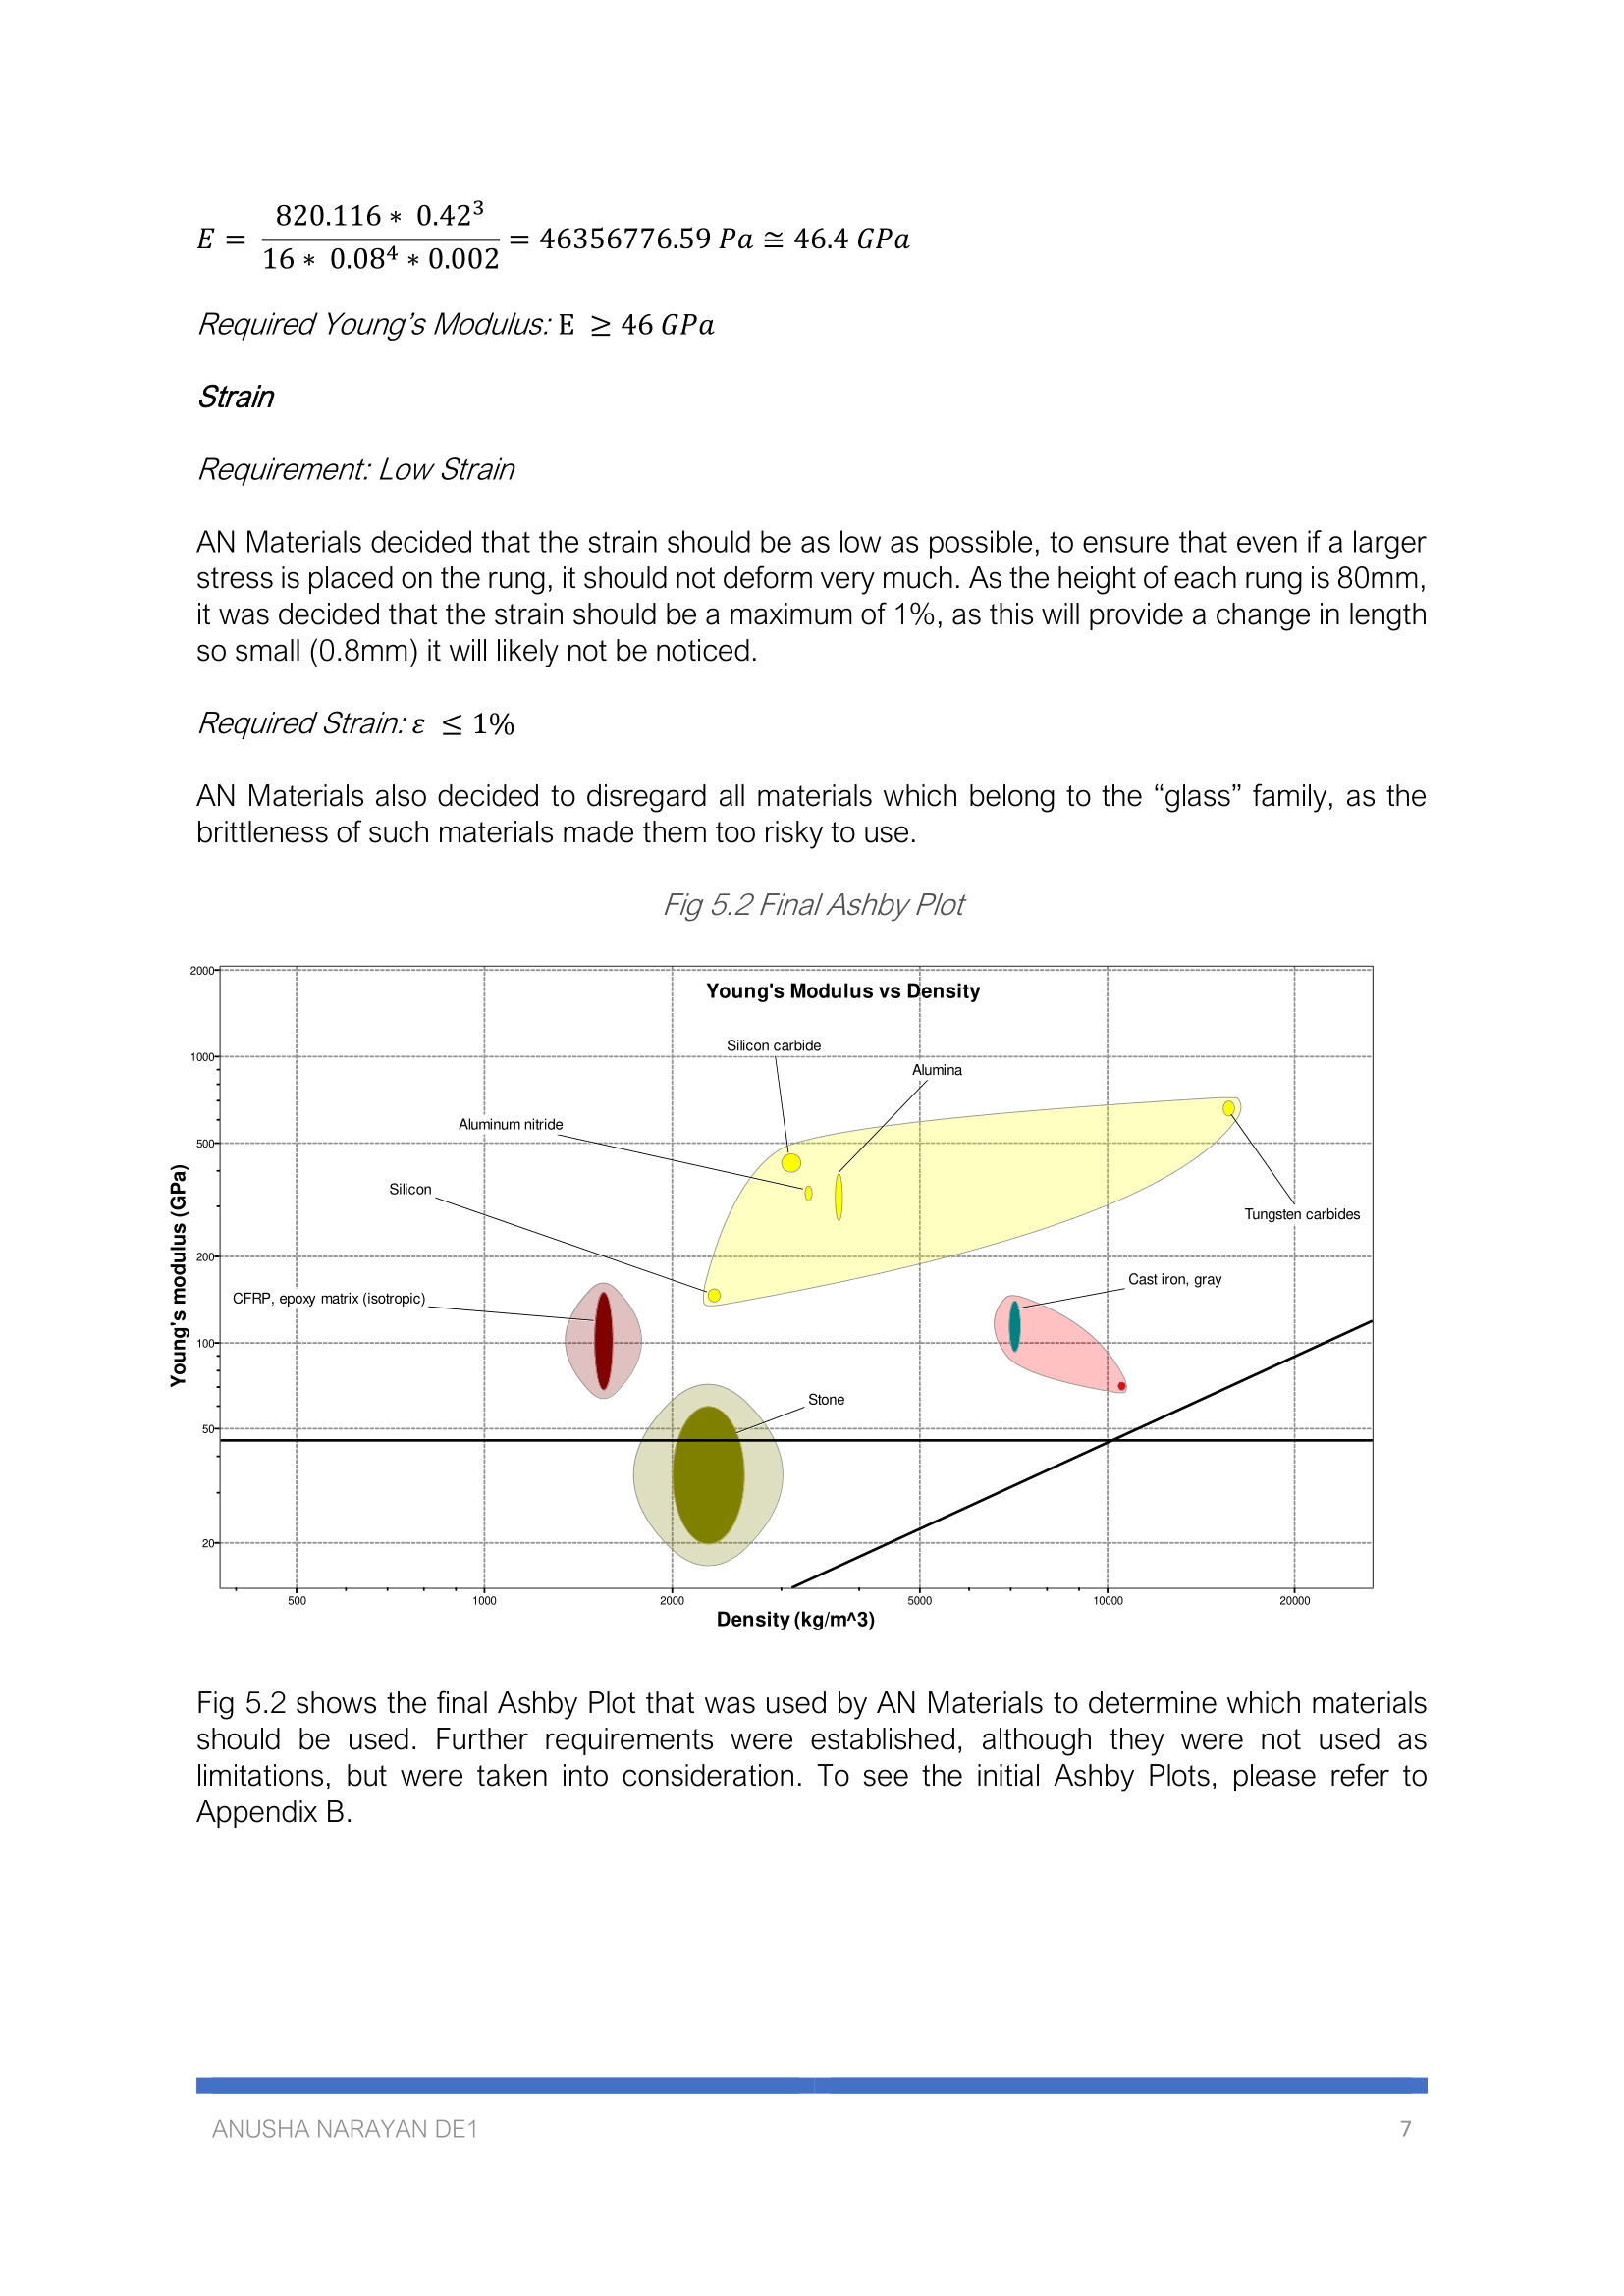 E = 820.116 * 0.42³ / 16 * 0.08⁴ * 0.002 = 46356776.59 Pa ≅ 46.4 GPa
Required Young's Modulus: E ≥ 46 GPa
Strain
Requirement: Low Strain
AN Materials decided that the strain should be as low as possible, to ensure that even if a larger
stress is placed on the rung, it should not deform very much. As the height of each rung is 80mm,
it was decided that the strain should be a maximum of 1%, as this will provide a change in length
so small (0.8mm) it will likely not be noticed.
Required Strain: ε ≤ 1%
AN Materials also decided to disregard all materials which belong to the “glass” family, as the
brittleness of such materials made them too risky to use.
Fig 5.2 Final Ashby Plot
Young's Modulus vs Density
Young's modulus (GPa)
2000
1000
500
200
100
50
20
Silicon carbide
Alumina
Aluminum nitride
Silicon
Tungsten carbides
CFRP, epoxy matrix (isotropic)
Cast iron, gray
Stone
500 1000 2000 5000 10000 20000
Density (kg/m^3)
Fig 5.2 shows the final Ashby Plot that was used by AN Materials to determine which materials
should be used. Further requirements were established, although they were not used as
limitations, but were taken into consideration. To see the initial Ashby Plots, please refer to
Appendix B.
ANUSHA NARAYAN DE1 7